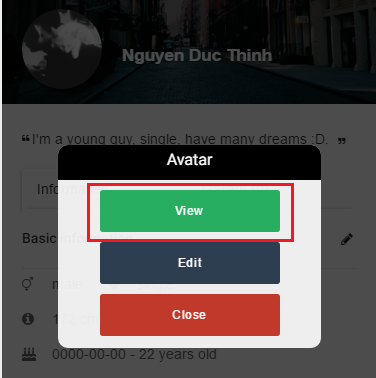 Nguyen Duc Thinh
❝I'm a young guy, single, have many dreams :D. ❞
Avatar
View
Basic
Edit
Close
0000-00-00 - 22 years old